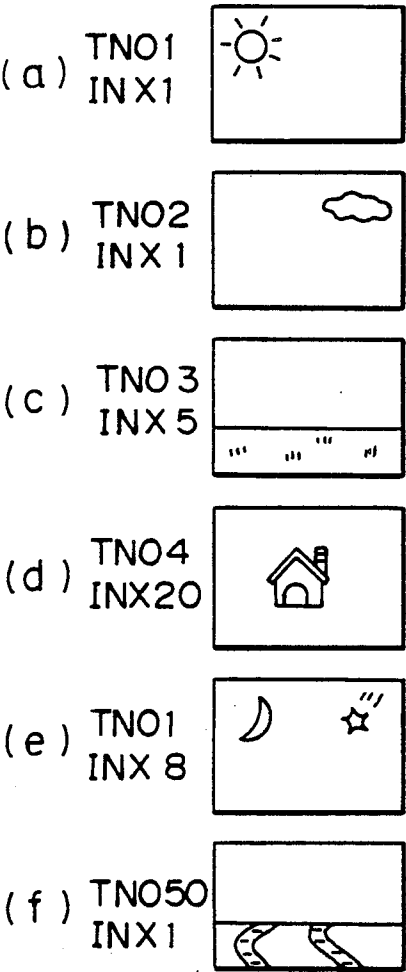 (a) TNO1
INX1
(b) TNO2
INX1
(c) TNO3
INX5
(d) TNO4
INX20
(e) TNO1
INX8
(f) TNO50
INX1